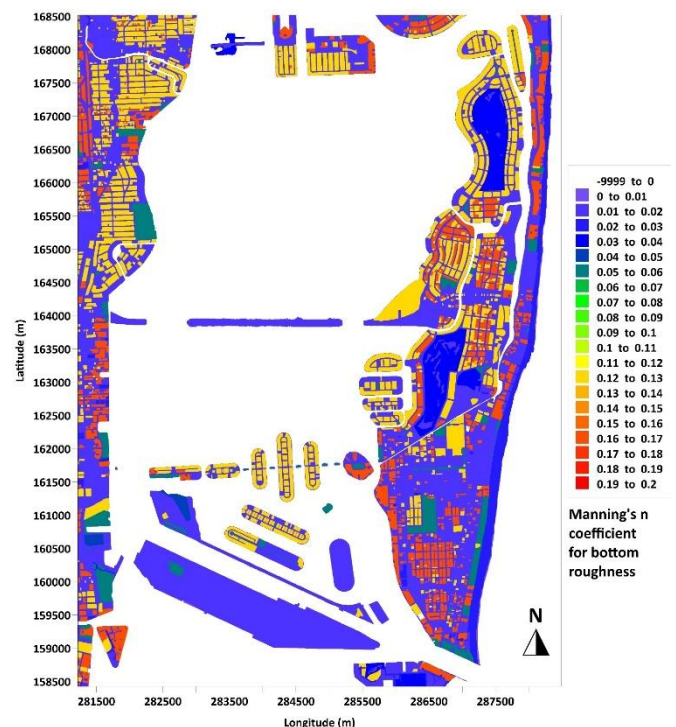 168500
168000
167500
167000
166500
166000
165500
165000
164500
164000
163500
163000
162500
162000
161500
161000
160500
160000
159500
159000
158500
Latitude (m)
281500 282500 283500 284500 285500 286500 287500
Longitude (m)
N
-9999 to 0
0 to 0.01
0.01 to 0.02
0.02 to 0.03
0.03 to 0.04
0.04 to 0.05
0.05 to 0.06
0.06 to 0.07
0.07 to 0.08
0.08 to 0.09
0.09 to 0.1
0.1 to 0.11
0.11 to 0.12
0.12 to 0.13
0.13 to 0.14
0.14 to 0.15
0.15 to 0.16
0.16 to 0.17
0.17 to 0.18
0.18 to 0.19
0.19 to 0.2
Manning's n
coefficient
for bottom
roughness